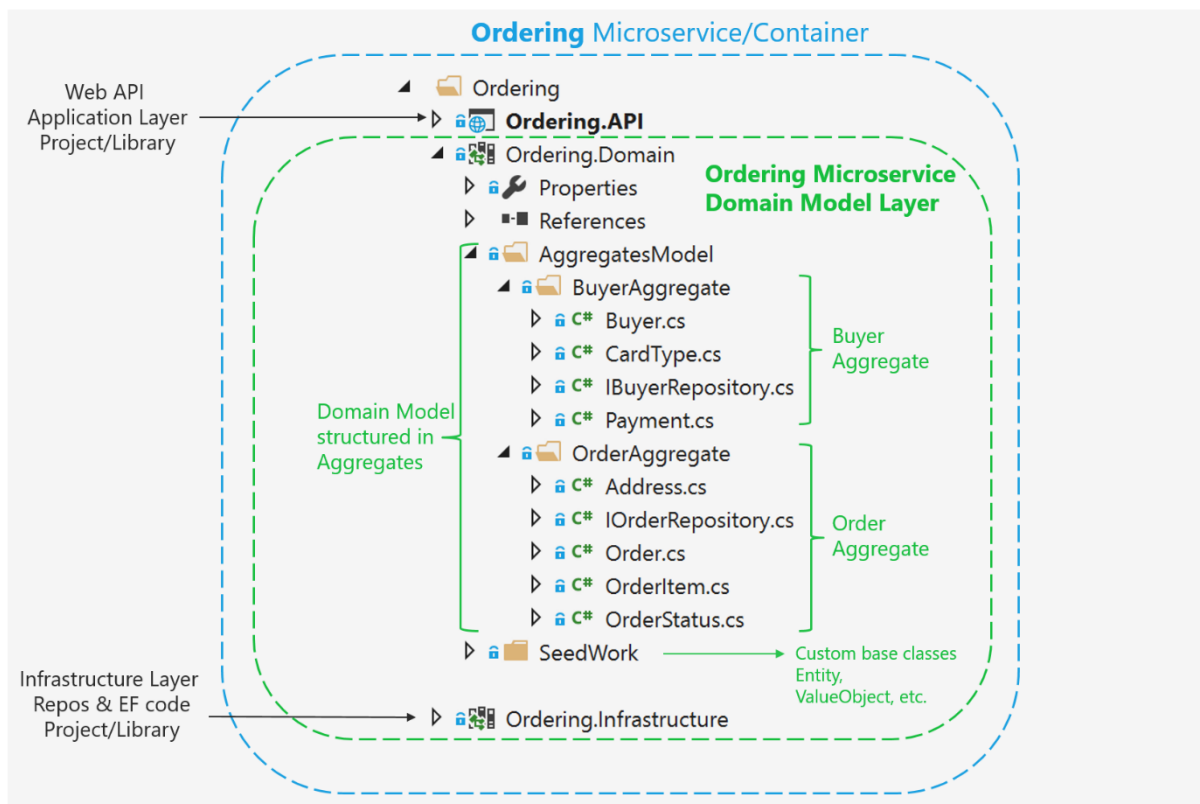 Ordering Microservice/Container
Web API
Application Layer
Project/Library
Ordering
Ordering.API
Ordering.Domain
Ordering Microservice
Domain Model Layer
Properties
References
AggregatesModel
BuyerAggregate
C# Buyer.cs
C# CardType.cs
C# IBuyerRepository.cs
C# Payment.cs
Buyer
Aggregate
Domain Model
structured in
Aggregates
OrderAggregate
C# Address.cs
C# IOrderRepository.cs
C# Order.cs
C# OrderItem.cs
C# OrderStatus.cs
Order
Aggregate
SeedWork
Custom base classes
Entity,
ValueObject, etc.
Infrastructure Layer
Repos & EF code
Project/Library
Ordering.Infrastructure